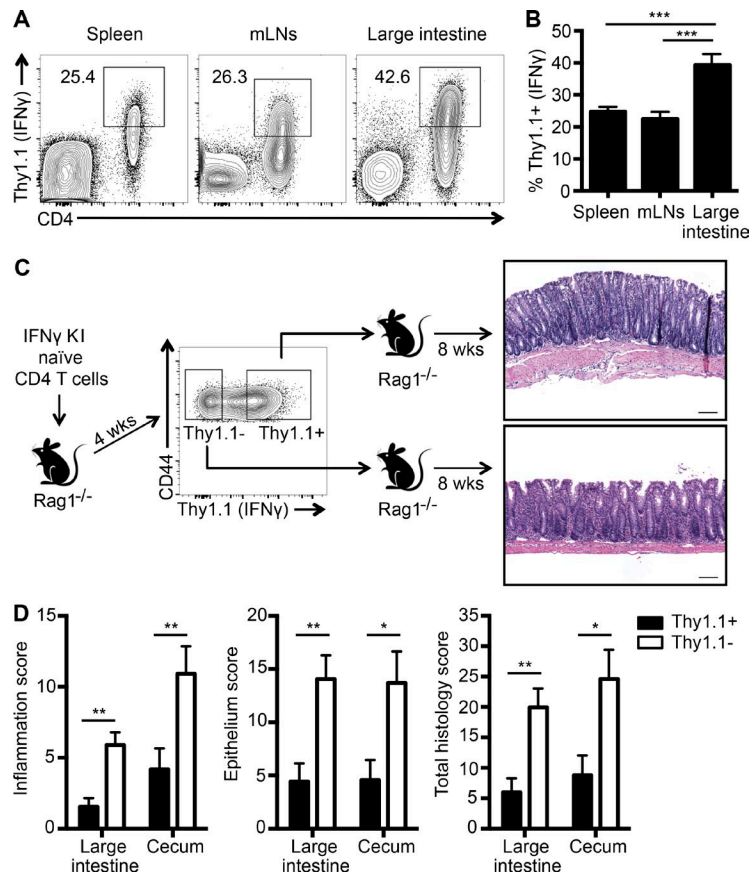 A
Spleen
mLNs
Large intestine
25.4
26.3
42.6
Thy1.1 (IFNγ)
CD4
B
% Thy1.1+ (IFNγ)
50
40
30
20
10
0
***
***
Spleen
mLNs
Large
intestine
C
IFNγ KI
naïve
CD4 T cells
Rag1-/-
4 wks
CD44
Thy1.1-
Thy1.1+
Thy1.1 (IFNγ)
Rag1-/-
8 wks
Rag1-/-
8 wks
D
Inflammation score
15
10
5
0
**
**
Large
intestine
Cecum
Epithelium score
20
15
10
5
0
**
*
Large
intestine
Cecum
Total histology score
35
30
25
20
15
10
5
0
**
*
Large
intestine
Cecum
Thy1.1+
Thy1.1-